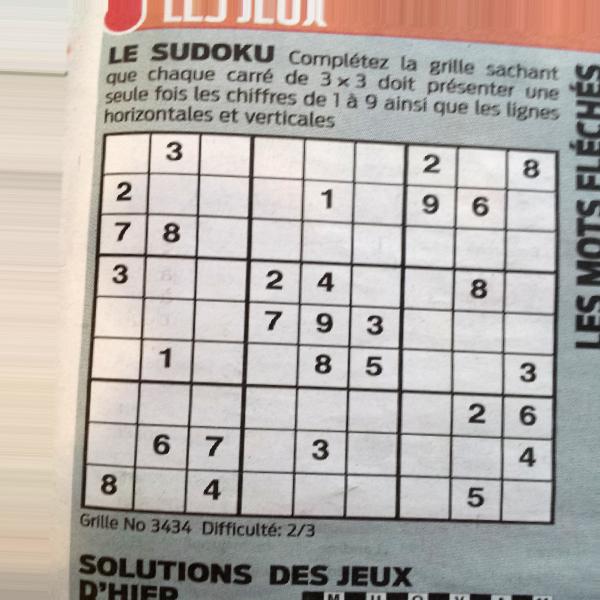 LES JEUX
LE SUDOKU Complétez la grille sachant
que chaque carré de 3 x 3 doit présenter une
seule fois les chiffres de 1 à 9 ainsi que les lignes
horizontales et verticales
3 2 8
2 1 9 6
7 8
3 2 4 8
7 9 3
1 8 5 3
2 6
6 7 3 4
8 4 5
Grille No 3434 Difficulté: 2/3
SOLUTIONS DES JEUX
D'HIER
LES MOTS FLÉCHÉS